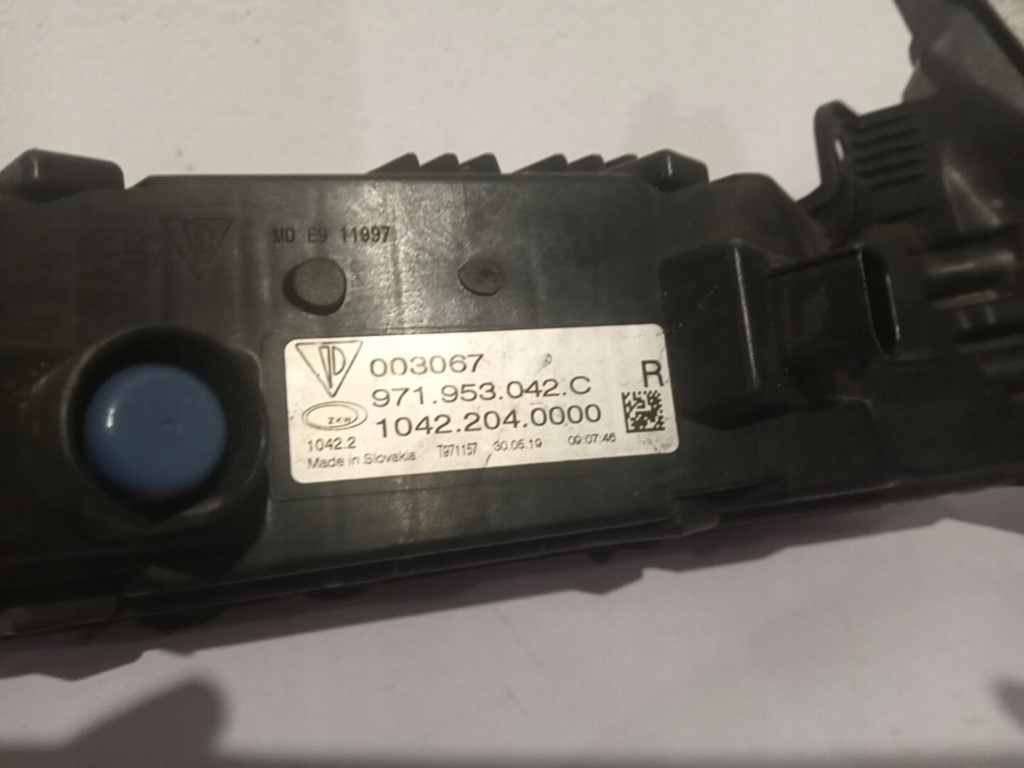 MD E9 11997
003067
971.953.042.C
R
ZKW
1042.204.0000
1042.2
Made in Slovakia T971157 30.05.19 09:07:46